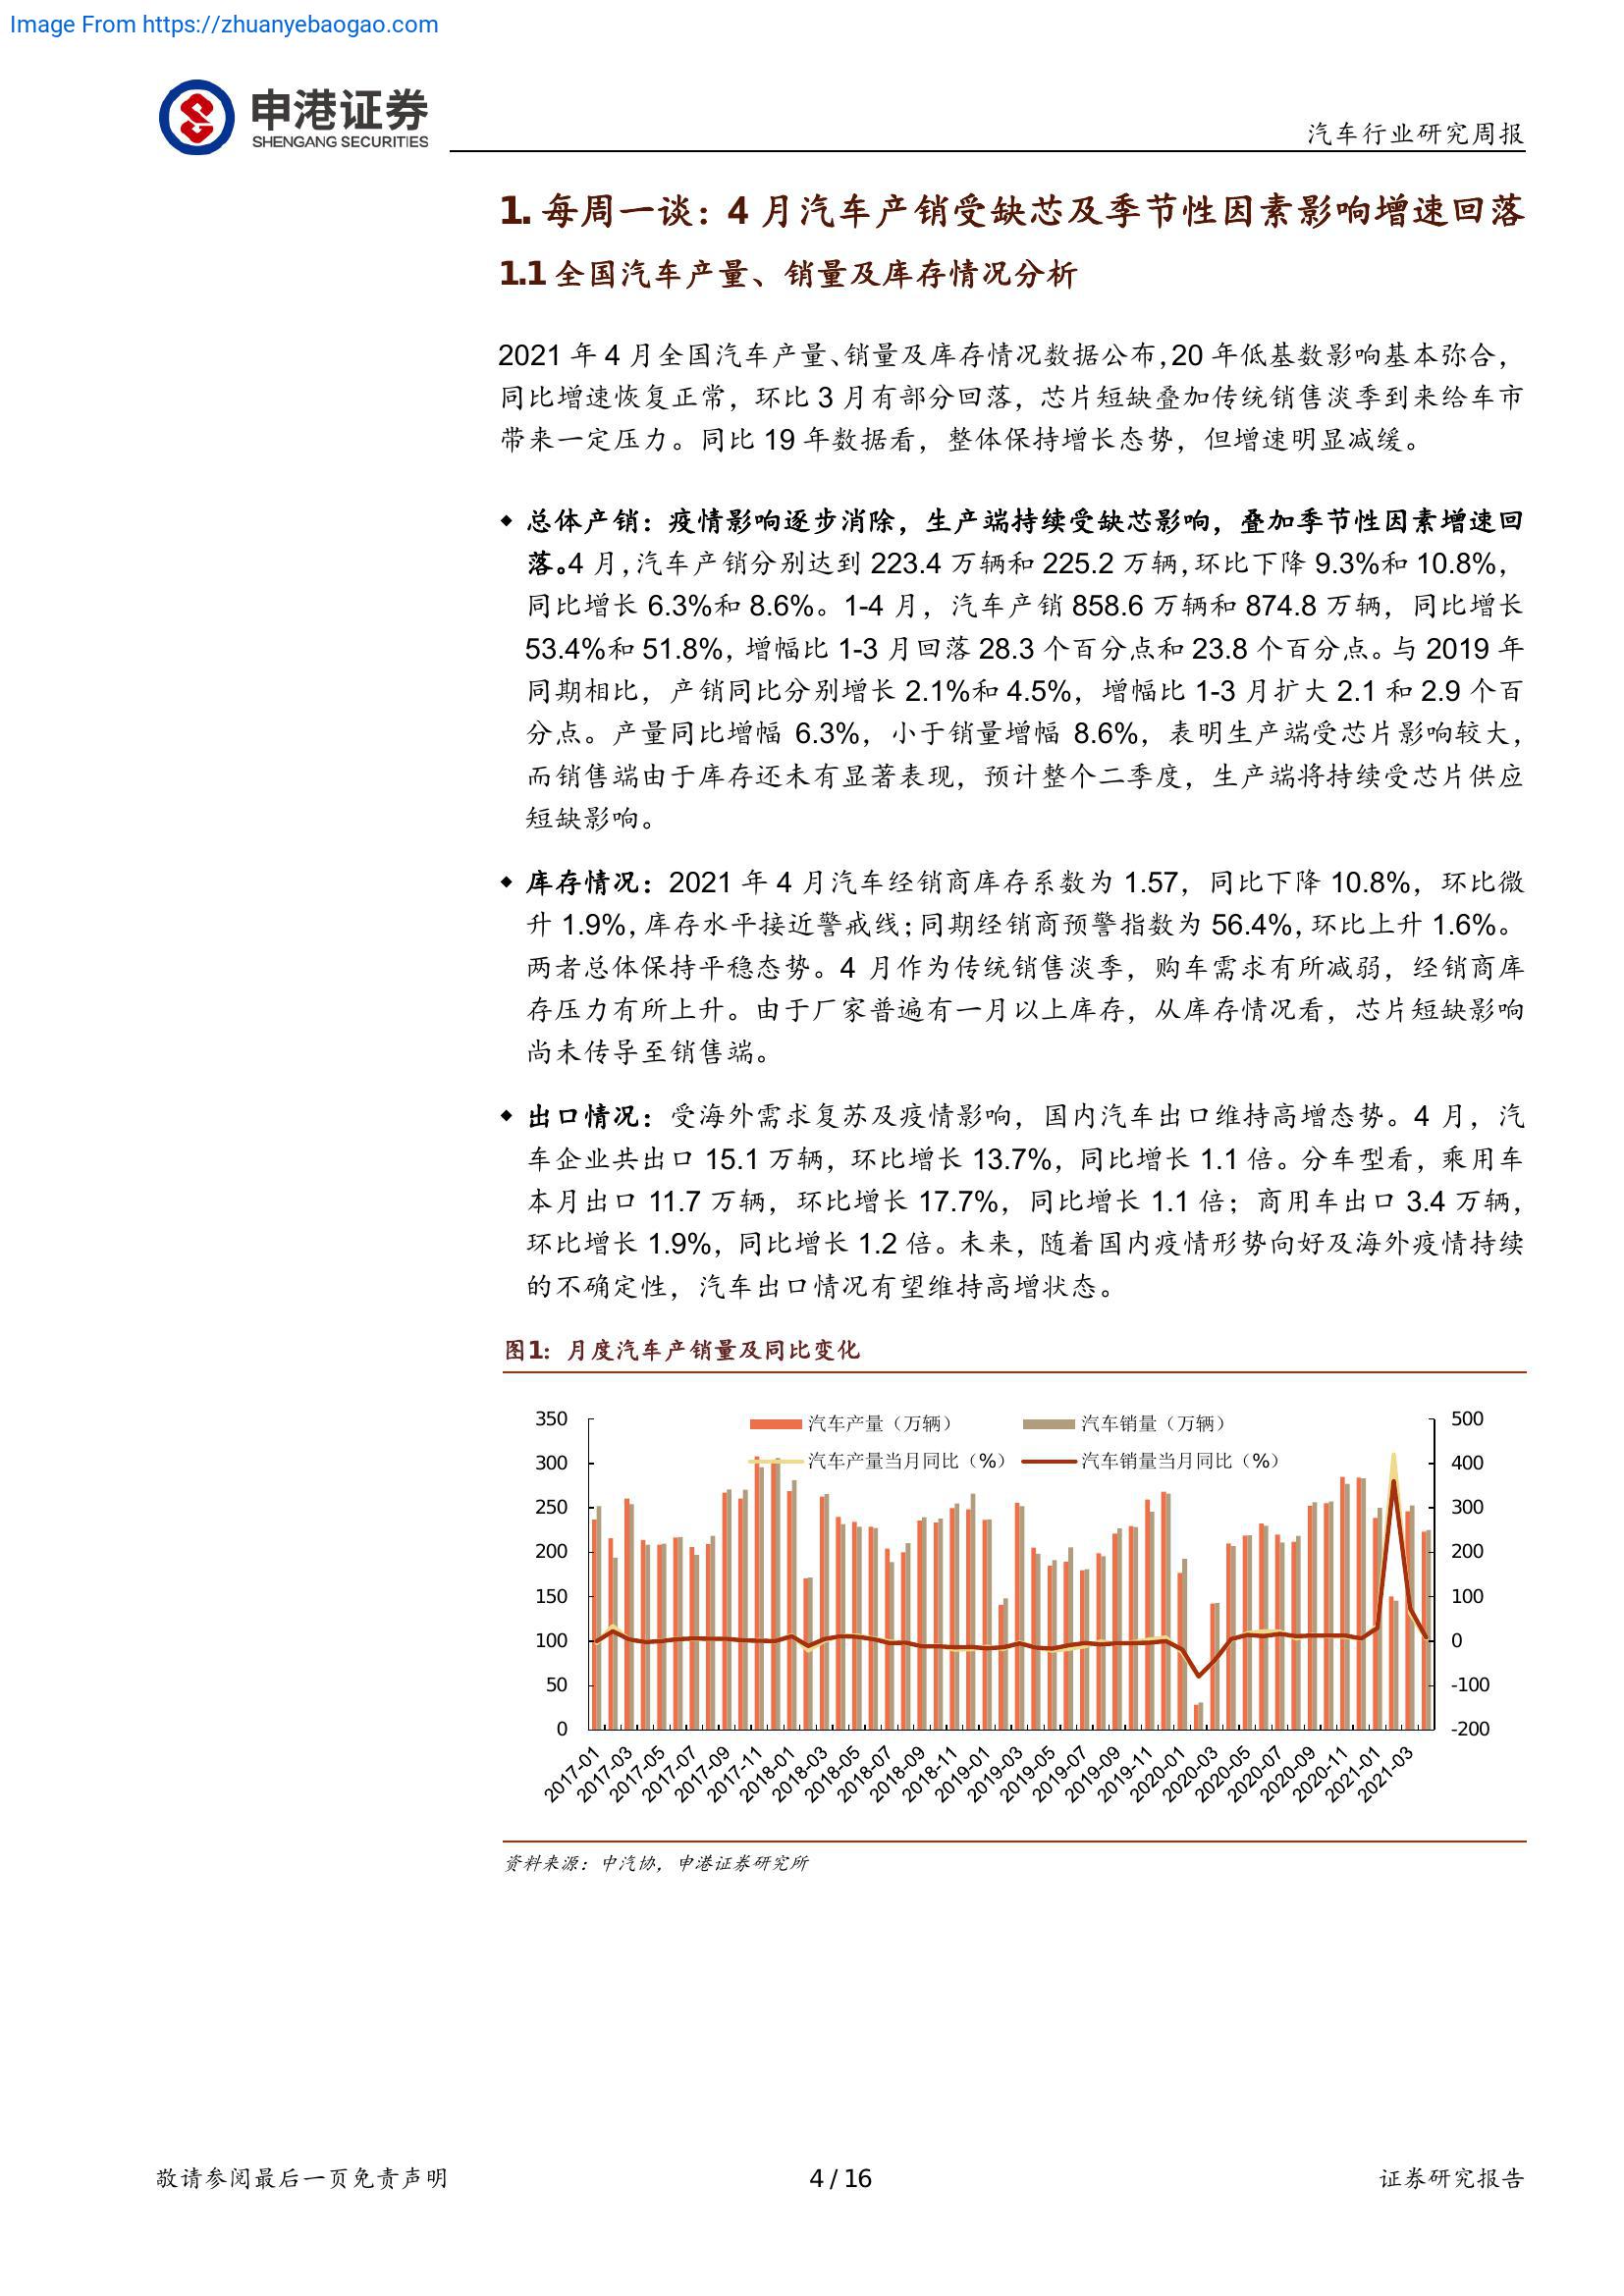 Image From https://zhuanyebaogao.com
申港证券
SHENGANG SECURITIES
汽车行业研究周报
1. 每周一谈：4 月汽车产销受缺芯及季节性因素影响增速回落
1.1 全国汽车产量、销量及库存情况分析
2021 年 4 月全国汽车产量、销量及库存情况数据公布，20 年低基数影响基本弥合，
同比增速恢复正常，环比 3 月有部分回落，芯片短缺叠加传统销售淡季到来给车市
带来一定压力。同比 19 年数据看，整体保持增长态势，但增速明显减缓。
◆ 总体产销：疫情影响逐步消除，生产端持续受缺芯影响，叠加季节性因素增速回
落。4 月，汽车产销分别达到 223.4 万辆和 225.2 万辆，环比下降 9.3%和 10.8%，
同比增长 6.3%和 8.6%。1-4 月，汽车产销 858.6 万辆和 874.8 万辆，同比增长
53.4%和 51.8%，增幅比 1-3 月回落 28.3 个百分点和 23.8 个百分点。与 2019 年
同期相比，产销同比分别增长 2.1%和 4.5%，增幅比 1-3 月扩大 2.1 和 2.9 个百
分点。产量同比增幅 6.3%，小于销量增幅 8.6%，表明生产端受芯片影响较大，
而销售端由于库存还未有显著表现，预计整个二季度，生产端将持续受芯片供应
短缺影响。
◆ 库存情况：2021 年 4 月汽车经销商库存系数为 1.57，同比下降 10.8%，环比微
升 1.9%，库存水平接近警戒线；同期经销商预警指数为 56.4%，环比上升 1.6%。
两者总体保持平稳态势。4 月作为传统销售淡季，购车需求有所减弱，经销商库
存压力有所上升。由于厂家普遍有一月以上库存，从库存情况看，芯片短缺影响
尚未传导至销售端。
◆ 出口情况：受海外需求复苏及疫情影响，国内汽车出口维持高增态势。4 月，汽
车企业共出口 15.1 万辆，环比增长 13.7%，同比增长 1.1 倍。分车型看，乘用车
本月出口 11.7 万辆，环比增长 17.7%，同比增长 1.1 倍；商用车出口 3.4 万辆，
环比增长 1.9%，同比增长 1.2 倍。未来，随着国内疫情形势向好及海外疫情持续
的不确定性，汽车出口情况有望维持高增状态。
图1：月度汽车产销量及同比变化
汽车产量（万辆） 汽车销量（万辆）
汽车产量当月同比（%） 汽车销量当月同比（%）
350 500
300 400
250 300
200 200
150 100
100 0
50 -100
0 -200
2017-01 2017-03 2017-05 2017-07 2017-09 2017-11 2018-01 2018-03 2018-05 2018-07 2018-09 2018-11 2019-01 2019-03 2019-05 2019-07 2019-09 2019-11 2020-01 2020-03 2020-05 2020-07 2020-09 2020-11 2021-01 2021-03
资料来源：中汽协，申港证券研究所
敬请参阅最后一页免责声明 4 / 16 证券研究报告